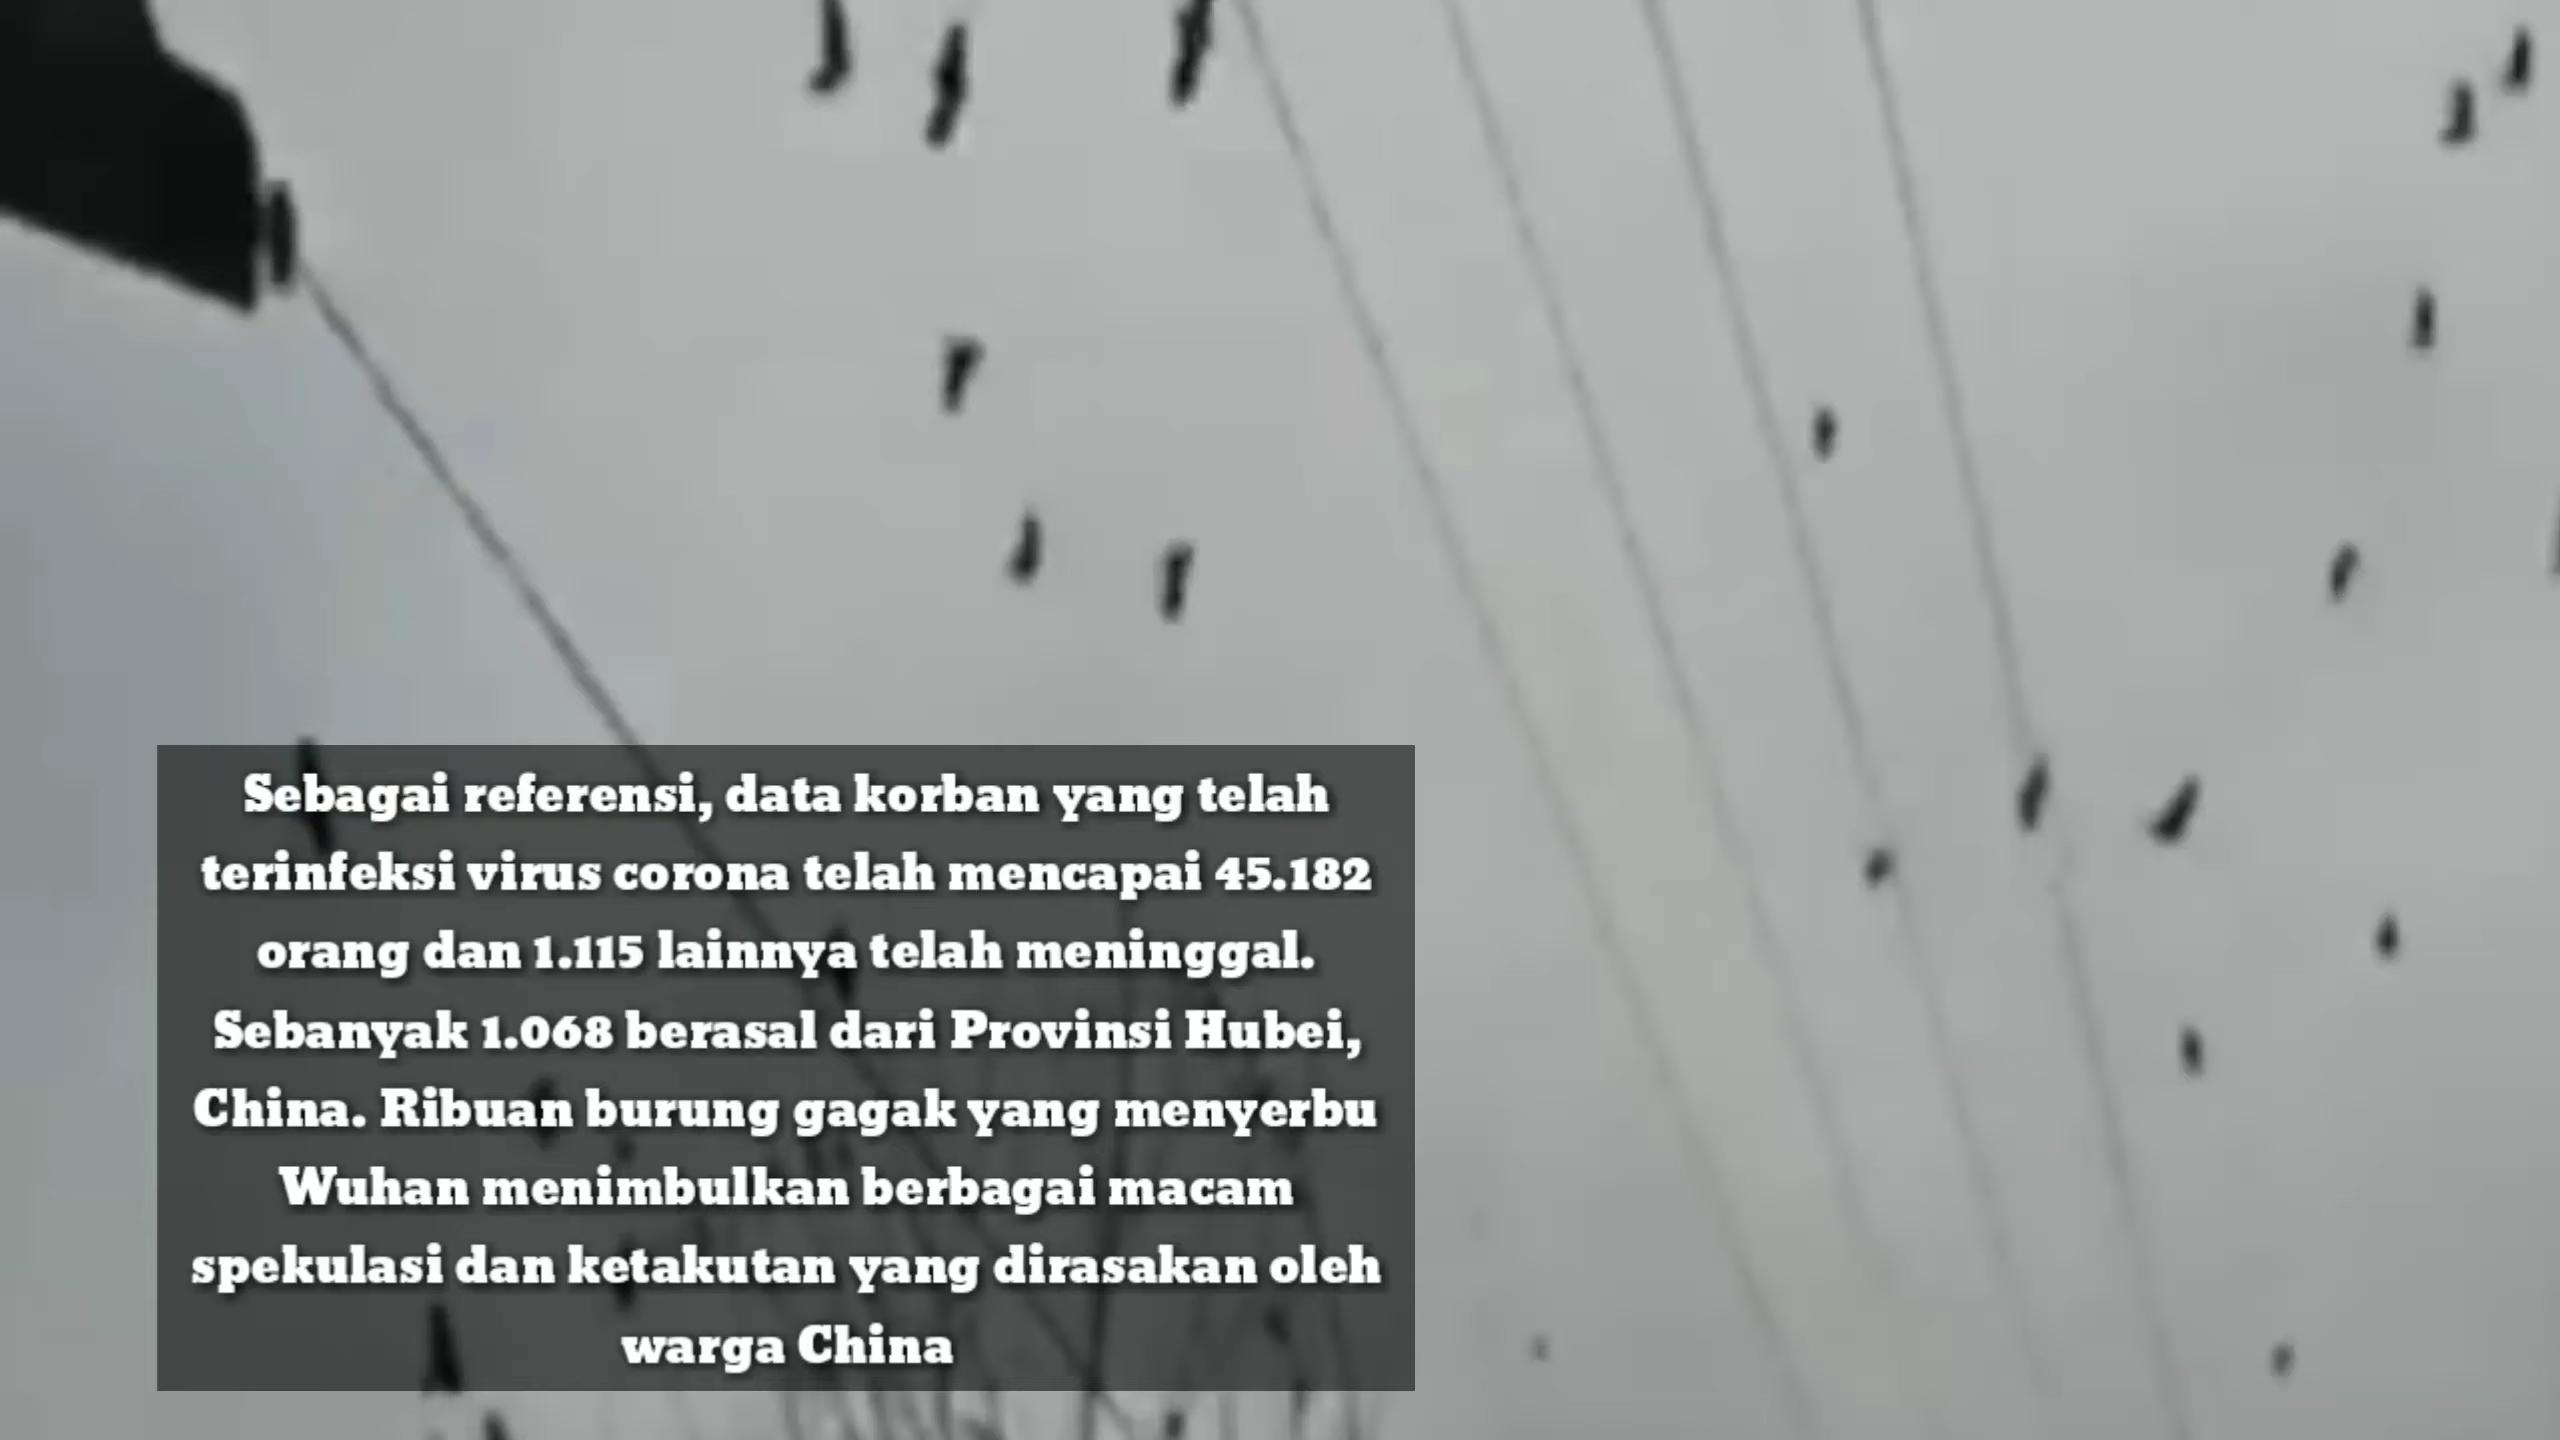 Sebagai referensi, data korban yang telah
terinfeksi virus corona telah mencapai 45.182
orang dan 1.115 lainnya telah meninggal.
Sebanyak 1.068 berasal dari Provinsi Hubei,
China. Ribuan burung gagak yang menyerbu
Wuhan menimbulkan berbagai macam
spekulasi dan ketakutan yang dirasakan oleh
warga China